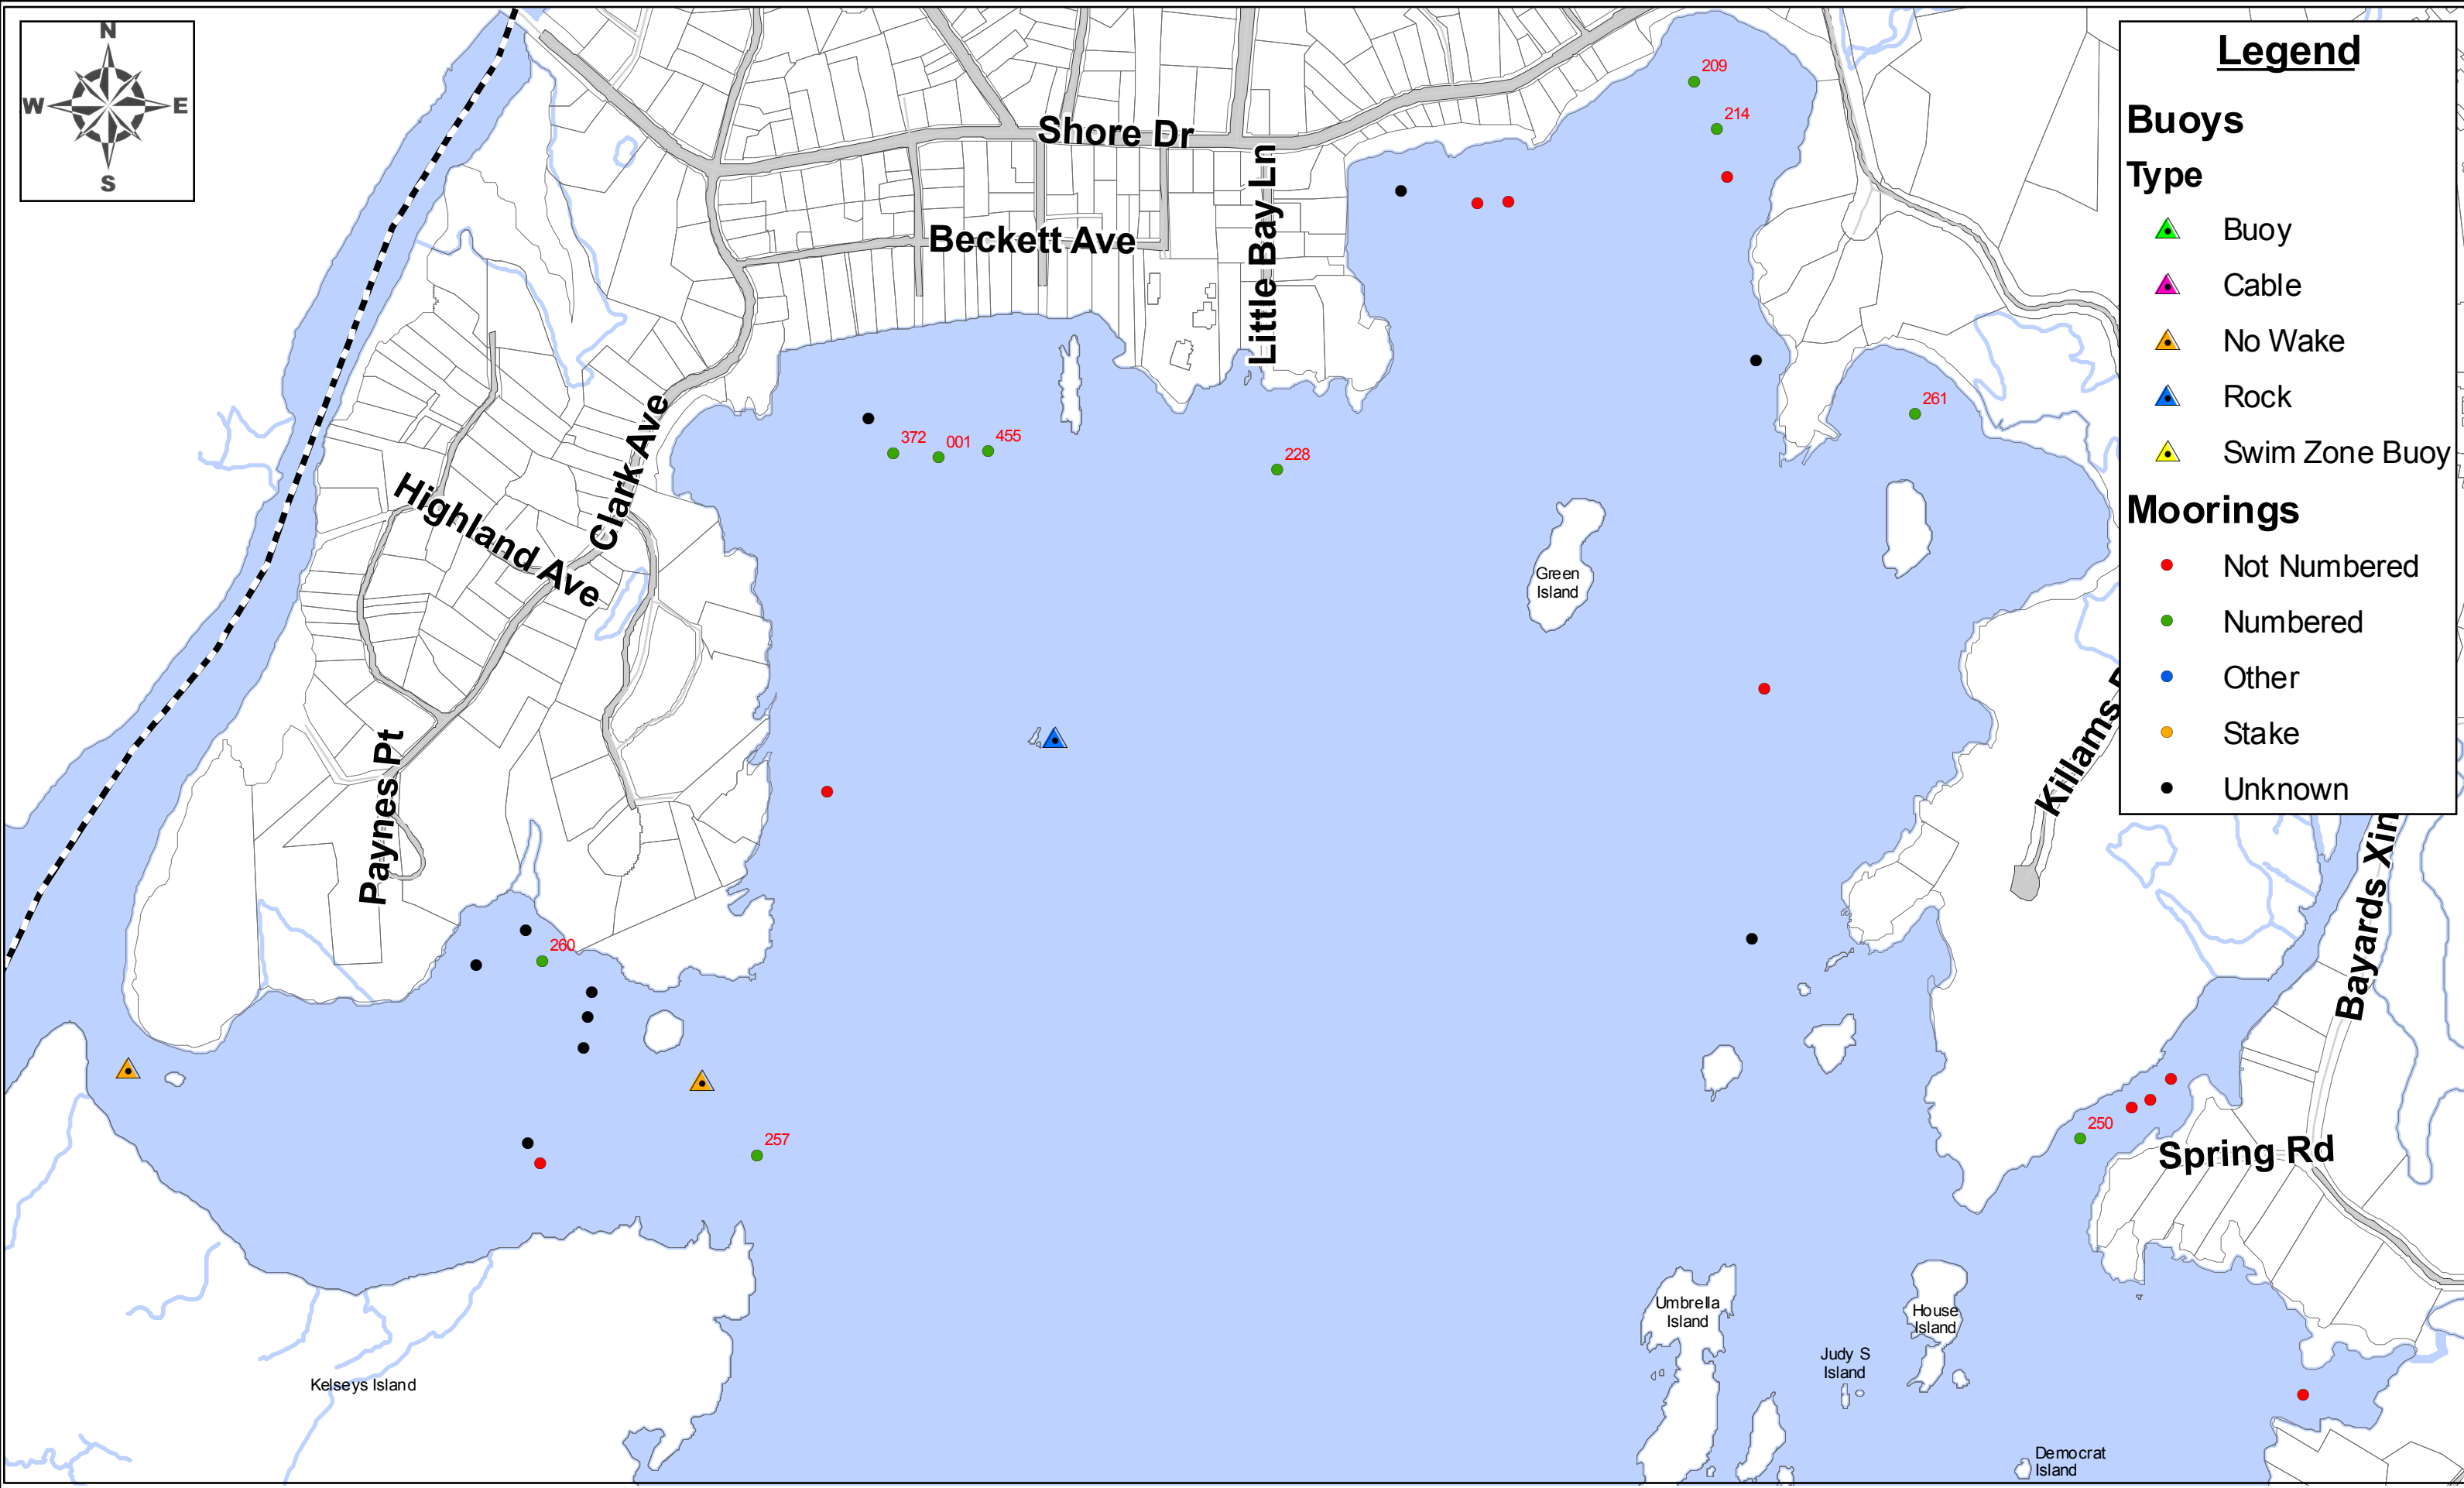 N
W E
S
Legend
Buoys
Type
Buoy
Cable
No Wake
Rock
Swim Zone Buoy
Moorings
Not Numbered
Numbered
Other
Stake
Unknown
209
214
Shore Dr
Beckett Ave
Little Bay Ln
261
372
001
455
228
Clark Ave
Highland Ave
Green
Island
Killams
Paynes Pt
Bayards Xin
260
250
257
Spring Rd
Umbrella
Island
House
Island
Judy S
Island
Kelseys Island
Democrat
Island